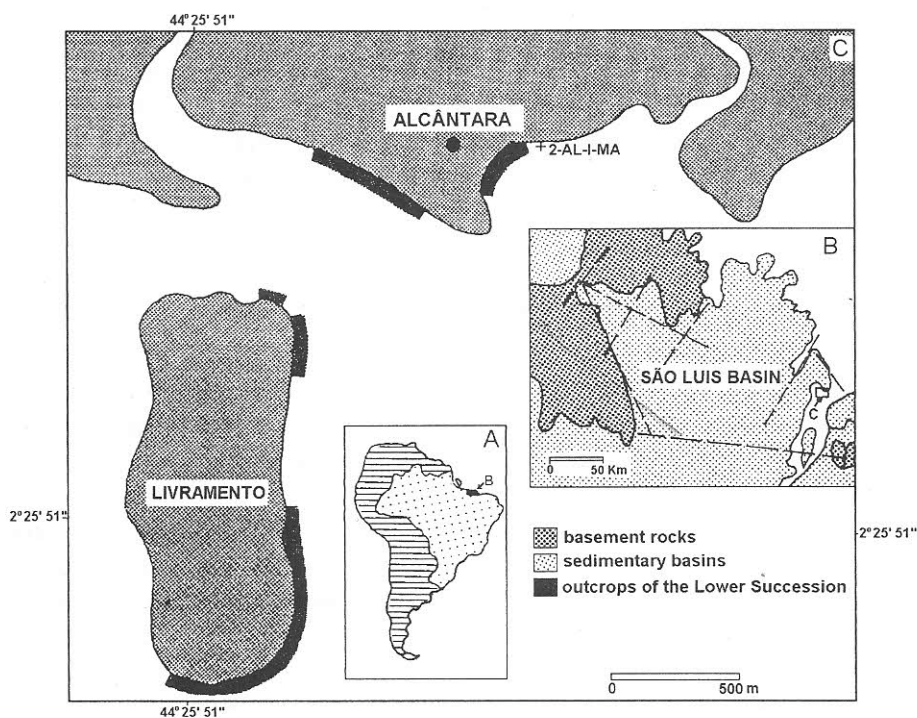 44° 25' 51"
C
ALCÂNTARA
2-AL-I-MA
B
SÃO LUIS BASIN
C
0 50 Km
A
B
LIVRAMENTO
2° 25' 51"
2° 25' 51"
basement rocks
sedimentary basins
outcrops of the Lower Succession
0 500 m
44° 25' 51"